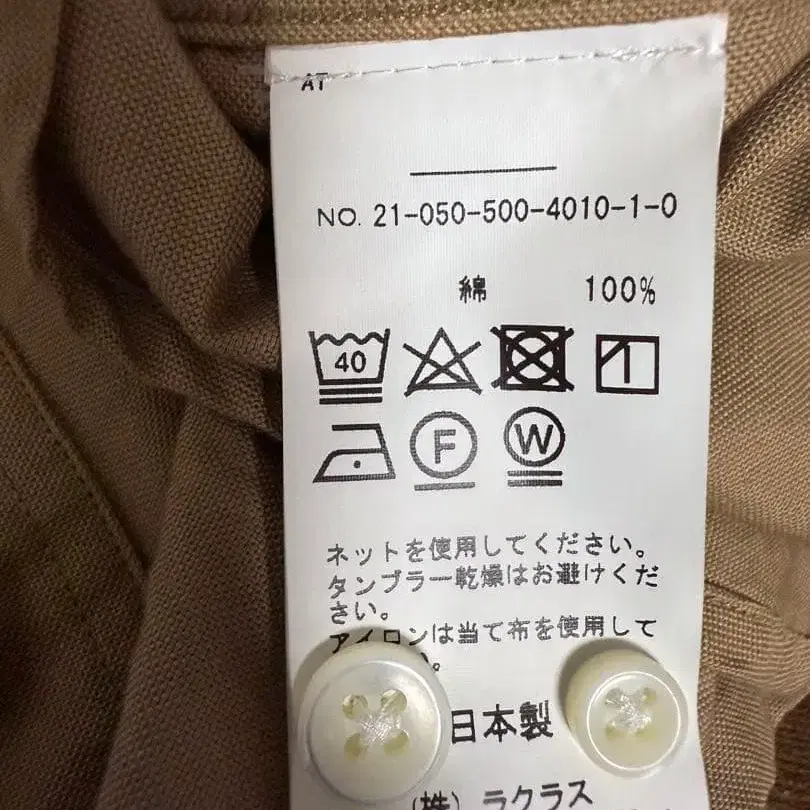 AT
NO. 21-050-500-4010-1-0
綿 100%
40
F W
ネットを使用してください。
タンブラー乾燥はお避けくだ
さい。
アイロンは当て布を使用して
日本製
(株) ラクラス